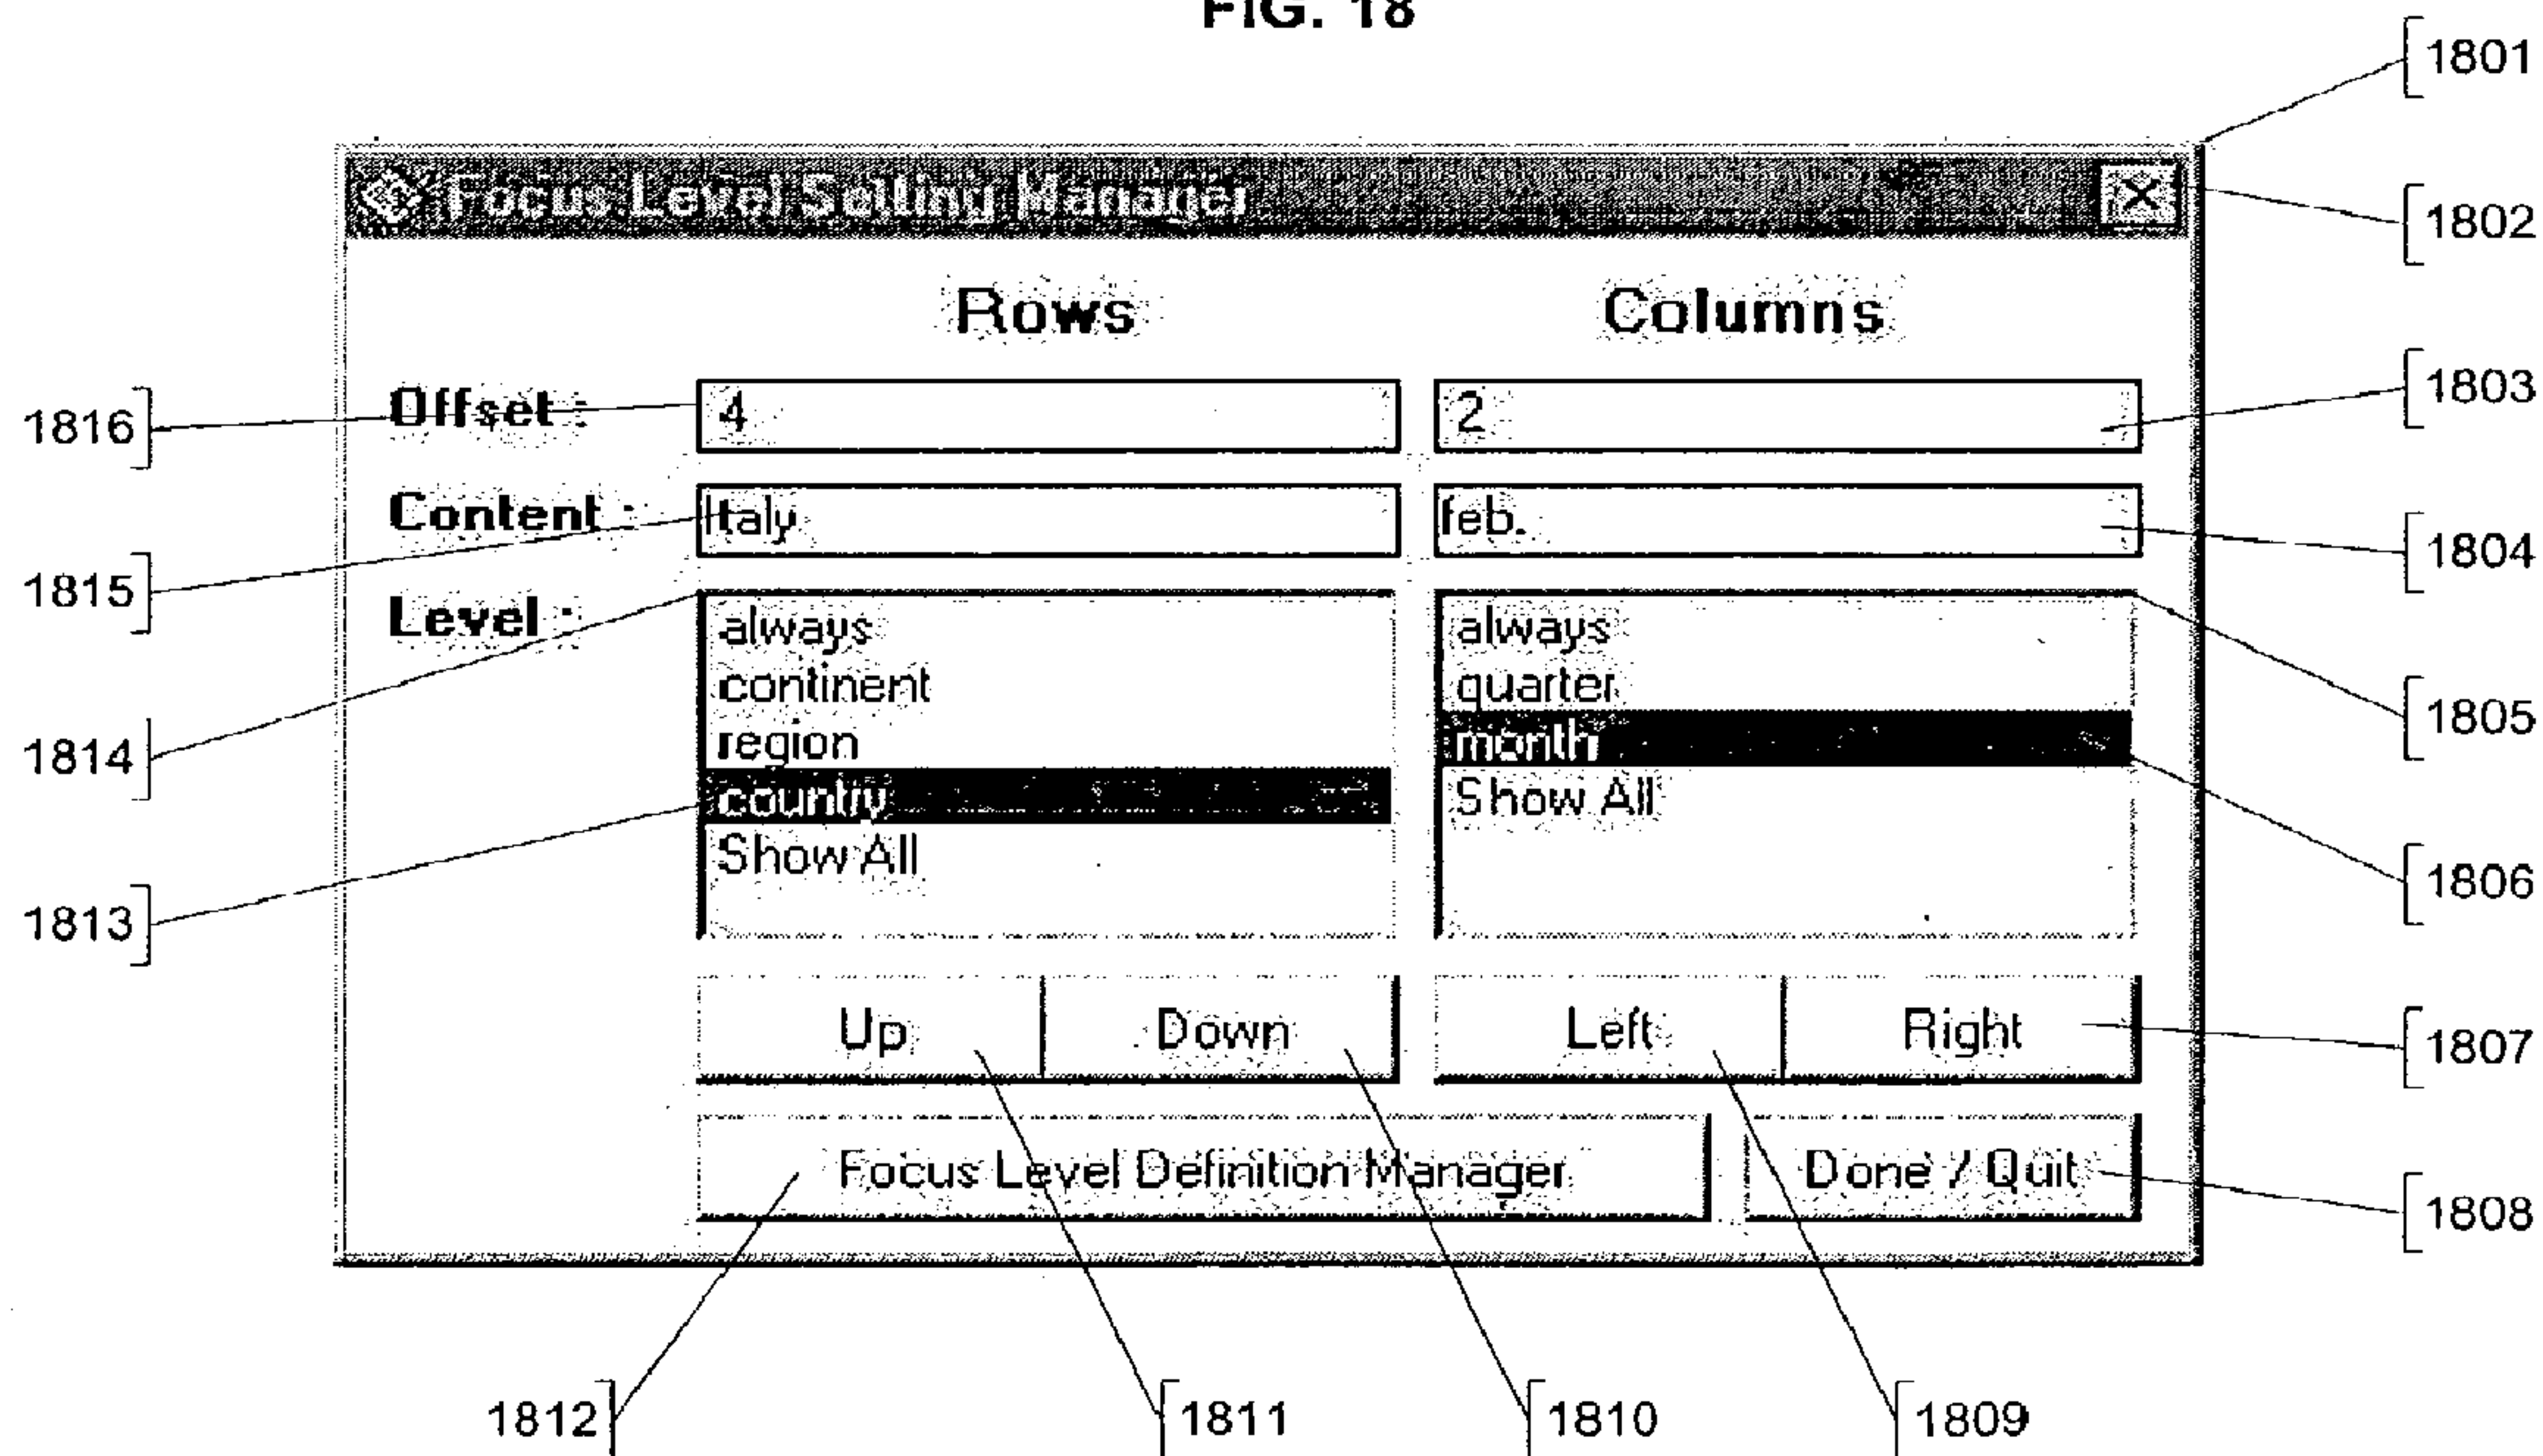 FIG. 18
1801
Focus Level Setting Manager
1802
Rows Columns
Offset : 4 2
1803
1816
Content : Italy feb.
1804
1815
Level :
always
continent
region
country
Show All
always
quarter
month
Show All
1805
1814
1806
1813
Up Down Left Right
1807
Focus Level Definition Manager Done / Quit
1808
1812 1811 1810 1809